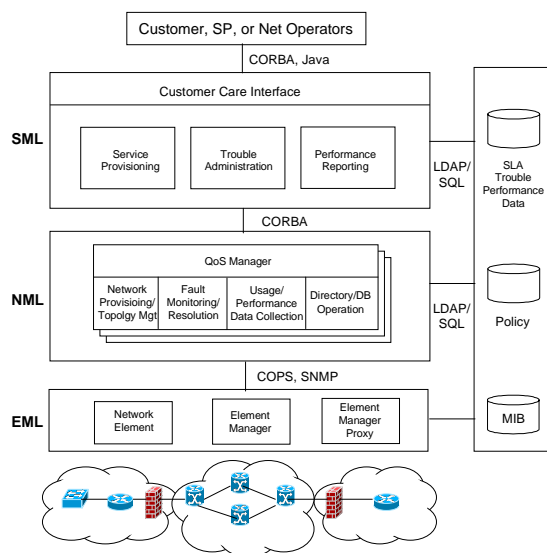 Customer, SP, or Net Operators
CORBA, Java
Customer Care Interface
SML
Service
Provisioning
Trouble
Administration
Performance
Reporting
LDAP/
SQL
SLA
Trouble
Performance
Data
CORBA
QoS Manager
NML
Network
Provisioing/
Topolgy Mgt
Fault
Monitoring/
Resolution
Usage/
Performance
Data Collection
Directory/DB
Operation
LDAP/
SQL
Policy
COPS, SNMP
EML
Network
Element
Element
Manager
Element
Manager
Proxy
MIB